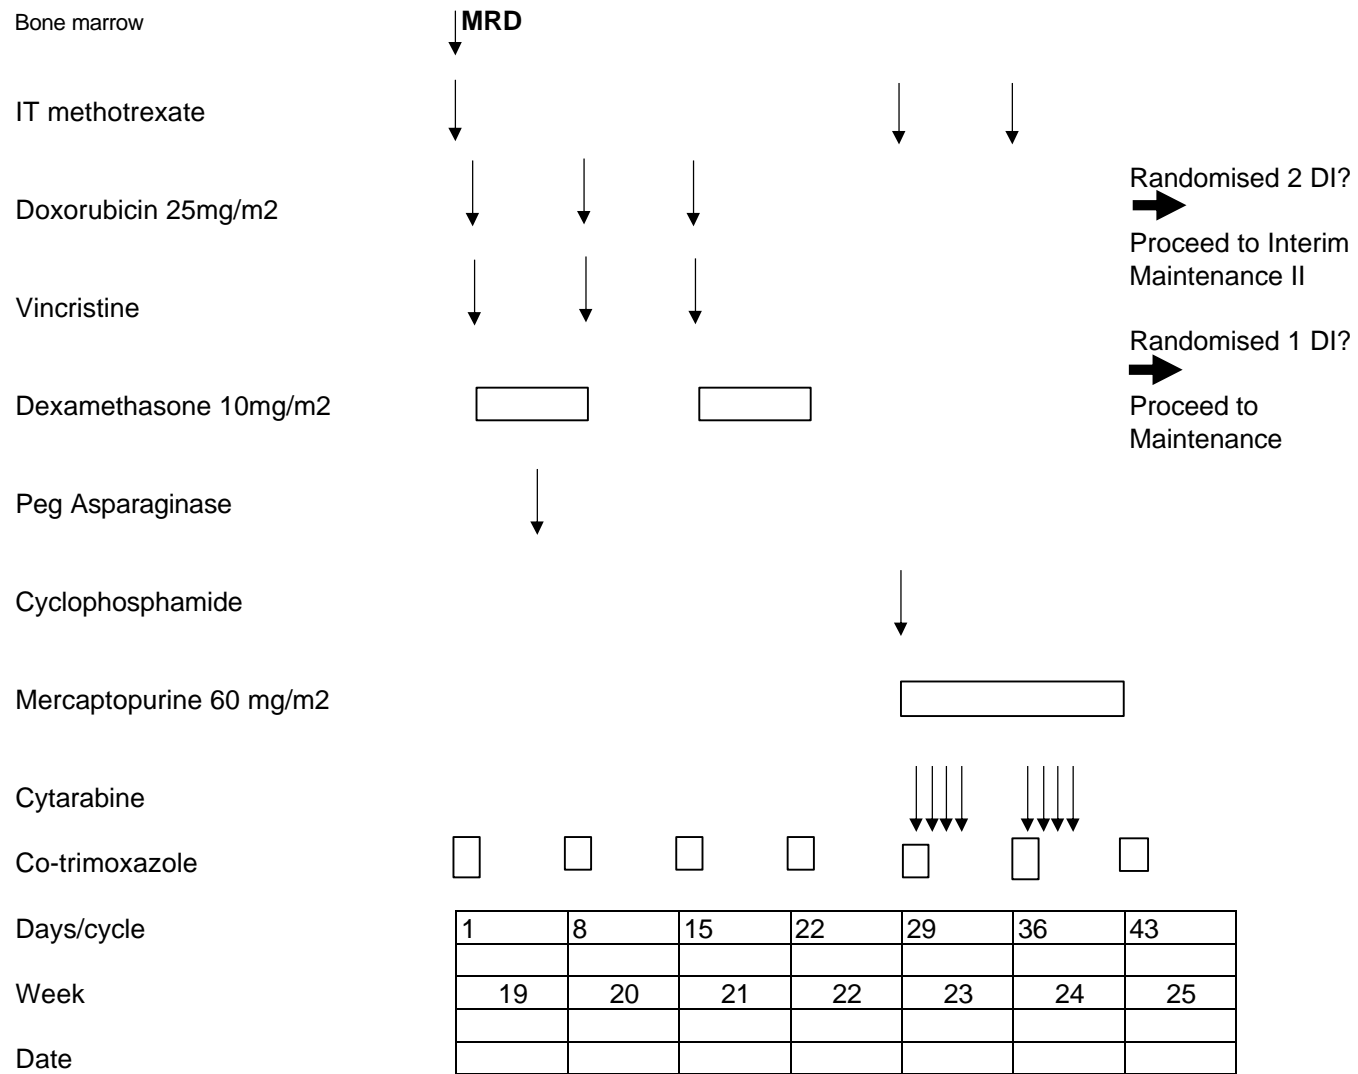 Bone marrow
MRD
IT methotrexate
Doxorubicin 25mg/m2
Randomised 2 DI?
Proceed to Interim
Maintenance II
Vincristine
Randomised 1 DI?
Proceed to
Maintenance
Dexamethasone 10mg/m2
Peg Asparaginase
Cyclophosphamide
Mercaptopurine 60 mg/m2
Cytarabine
Co-trimoxazole
Days/cycle 1 8 15 22 29 36 43
Week 19 20 21 22 23 24 25
Date